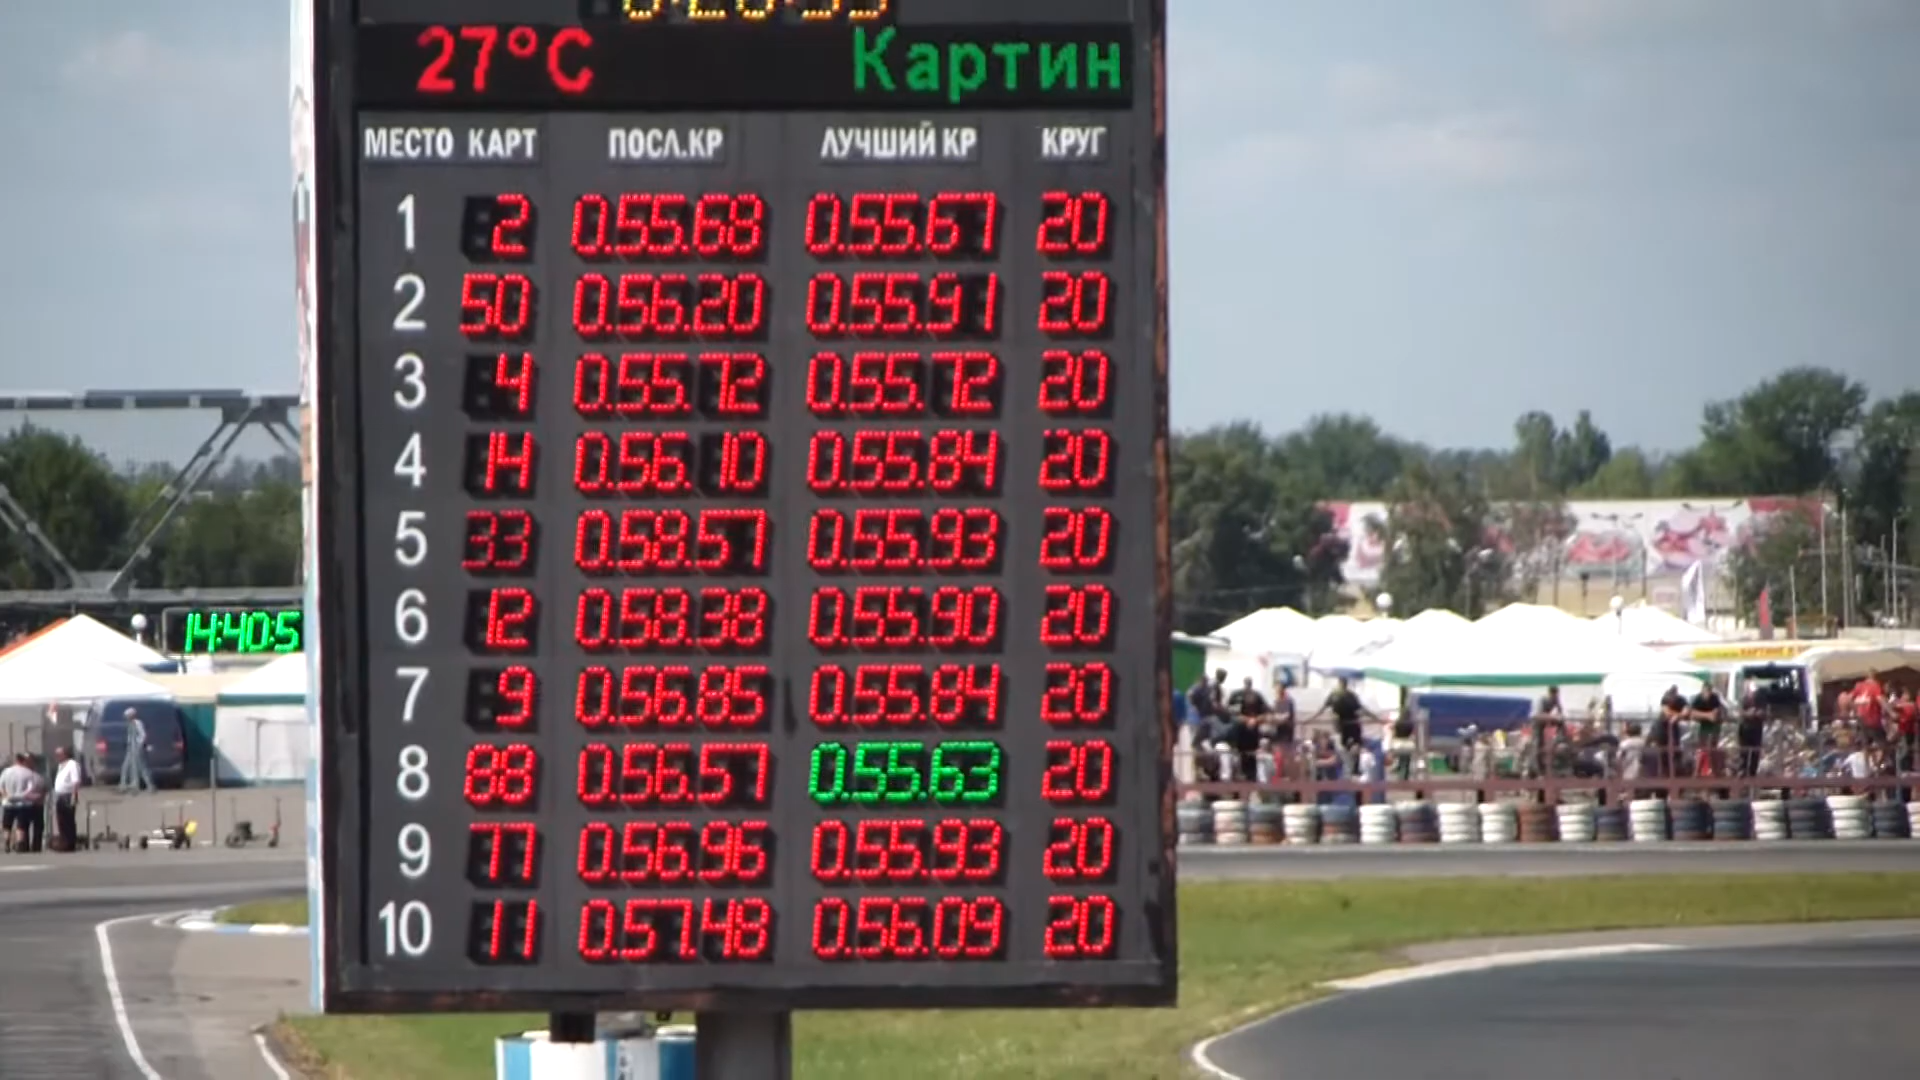 27°C Картин
МЕСТО КАРТ ПОСЛ.КР ЛУЧШИЙ КР КРУГ
1 2 0.55.68 0.55.67 20
2 50 0.56.20 0.55.91 20
3 4 0.55.72 0.55.72 20
4 14 0.56.10 0.55.84 20
5 33 0.58.57 0.55.93 20
6 12 0.58.38 0.55.90 20
14:40:5
7 9 0.56.85 0.55.84 20
8 88 0.56.57 0.55.63 20
9 77 0.56.96 0.55.93 20
10 11 0.57.48 0.56.09 20